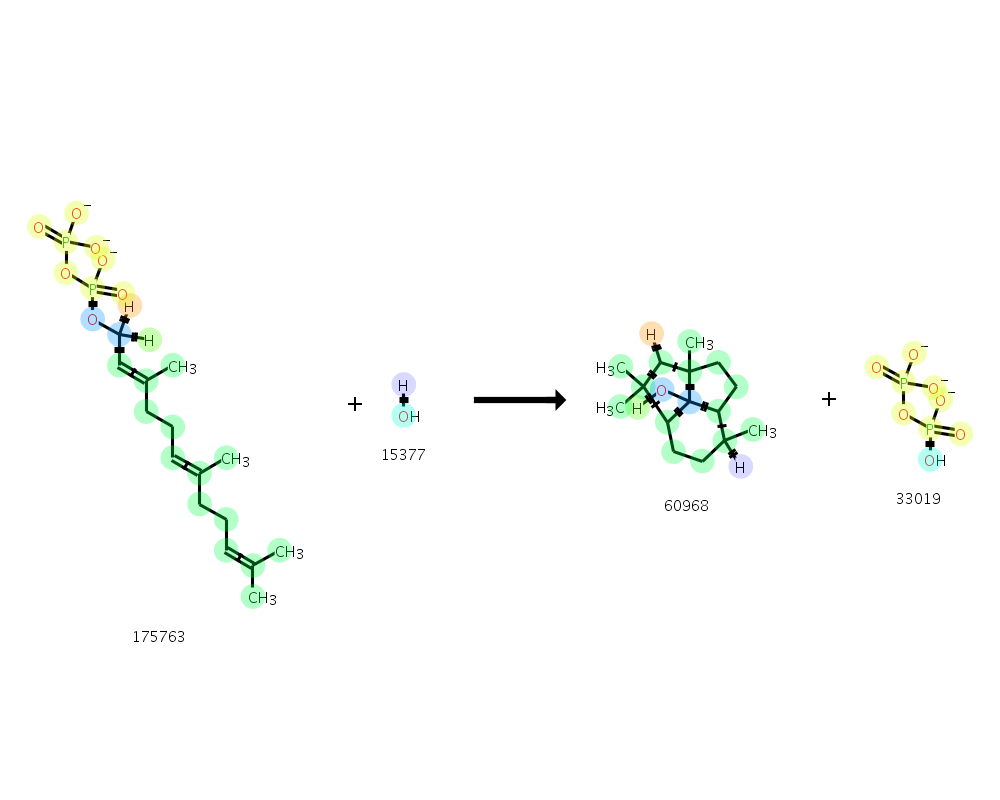 O⁻
O
P
O⁻
O⁻
O
P
O
H
O
H
CH3
CH3
CH3
CH3
175763
+
H
OH
15377
H
CH3
H3C
O
H3C
H
CH3
H
60968
+
O⁻
O
P
O⁻
O⁻
O
P
O
OH
33019